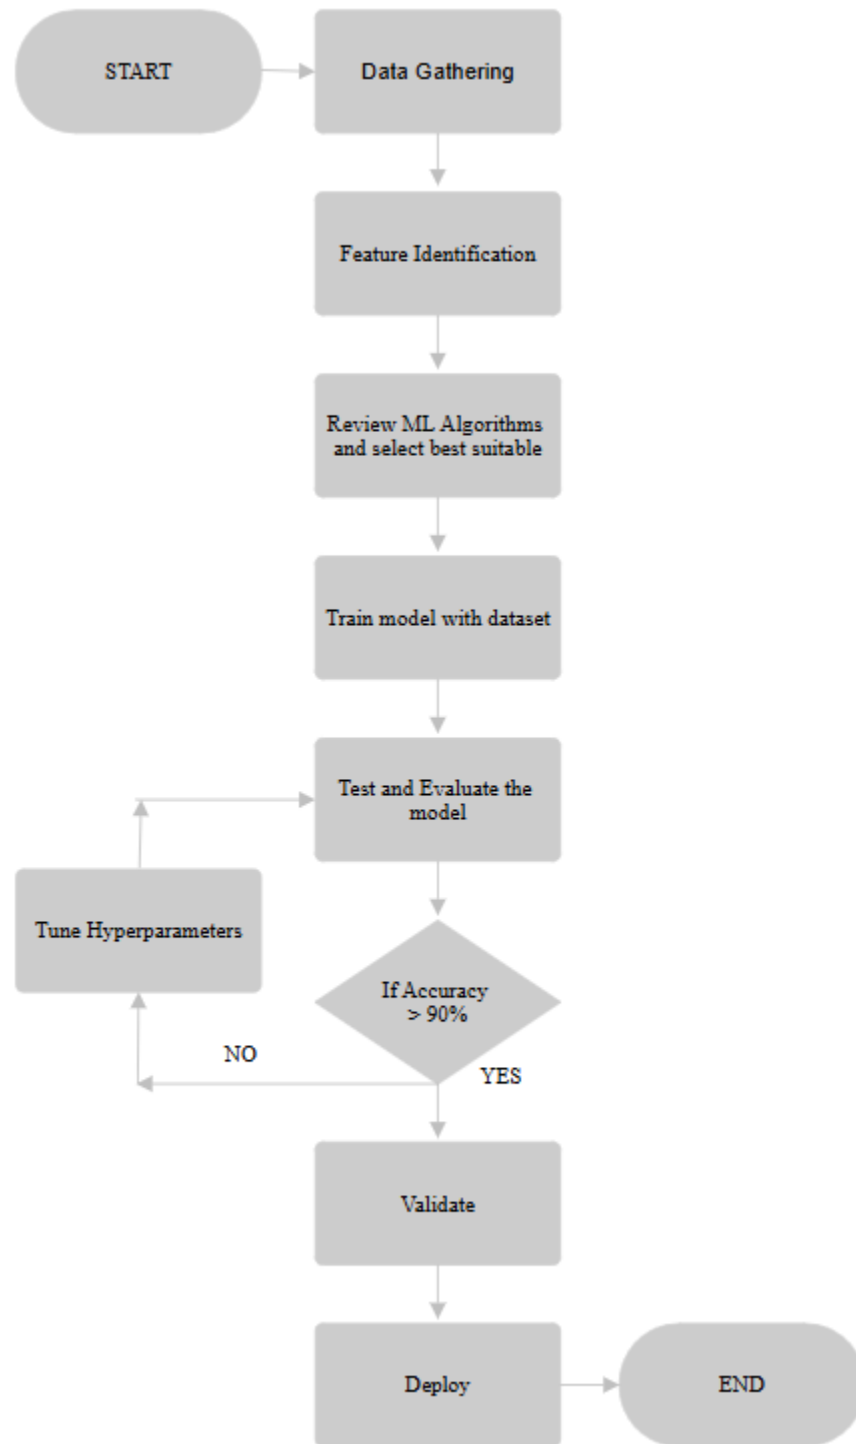 START
Data Gathering
Feature Identification
Review ML Algorithms
and select best suitable
Train model with dataset
Test and Evaluate the
model
Tune Hyperparameters
If Accuracy
> 90%
NO
YES
Validate
Deploy
END